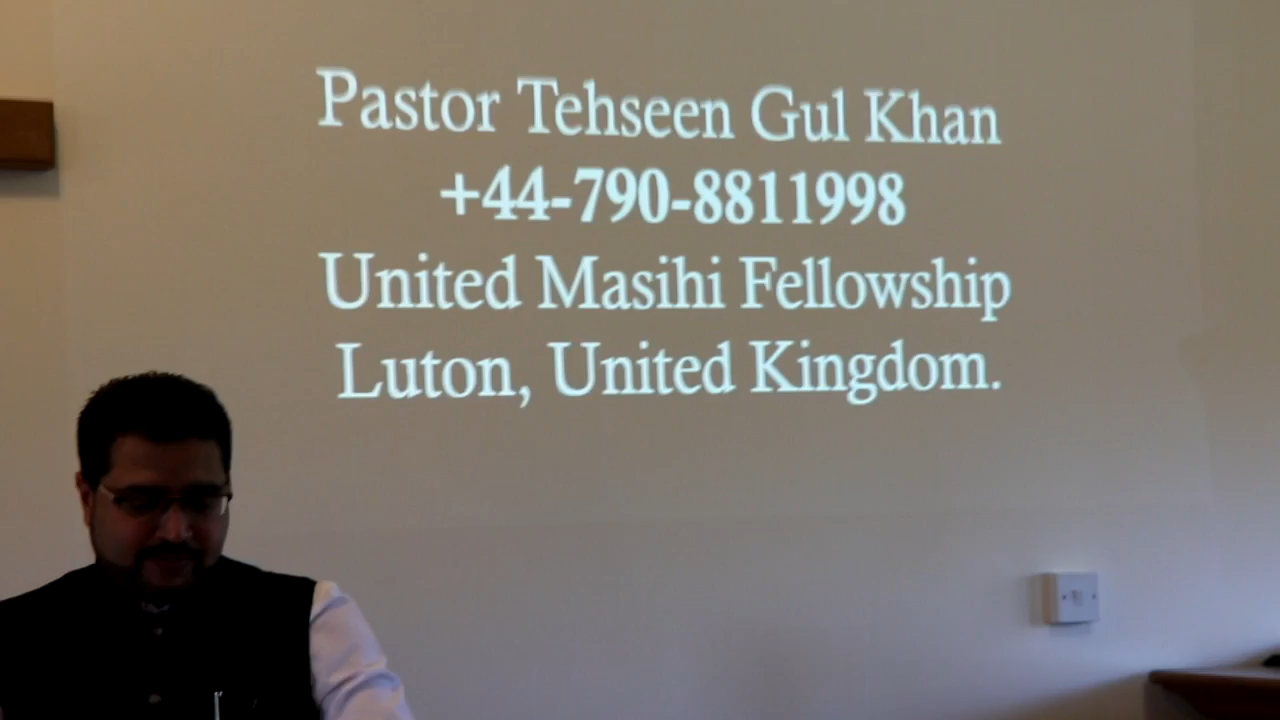 Pastor Tehseen Gul Khan
+44-790-8811998
United Masihi Fellowship
Luton, United Kingdom.